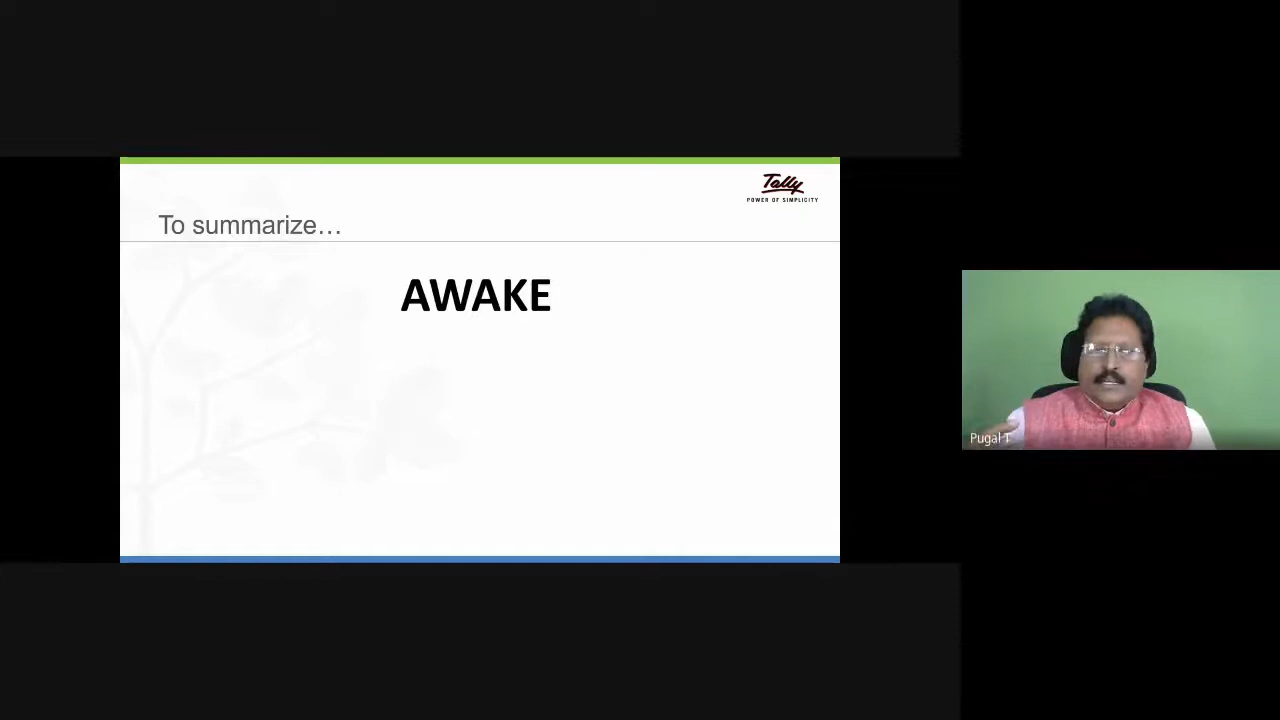 Tally
POWER OF SIMPLICITY
To summarize…
AWAKE
Pugal T